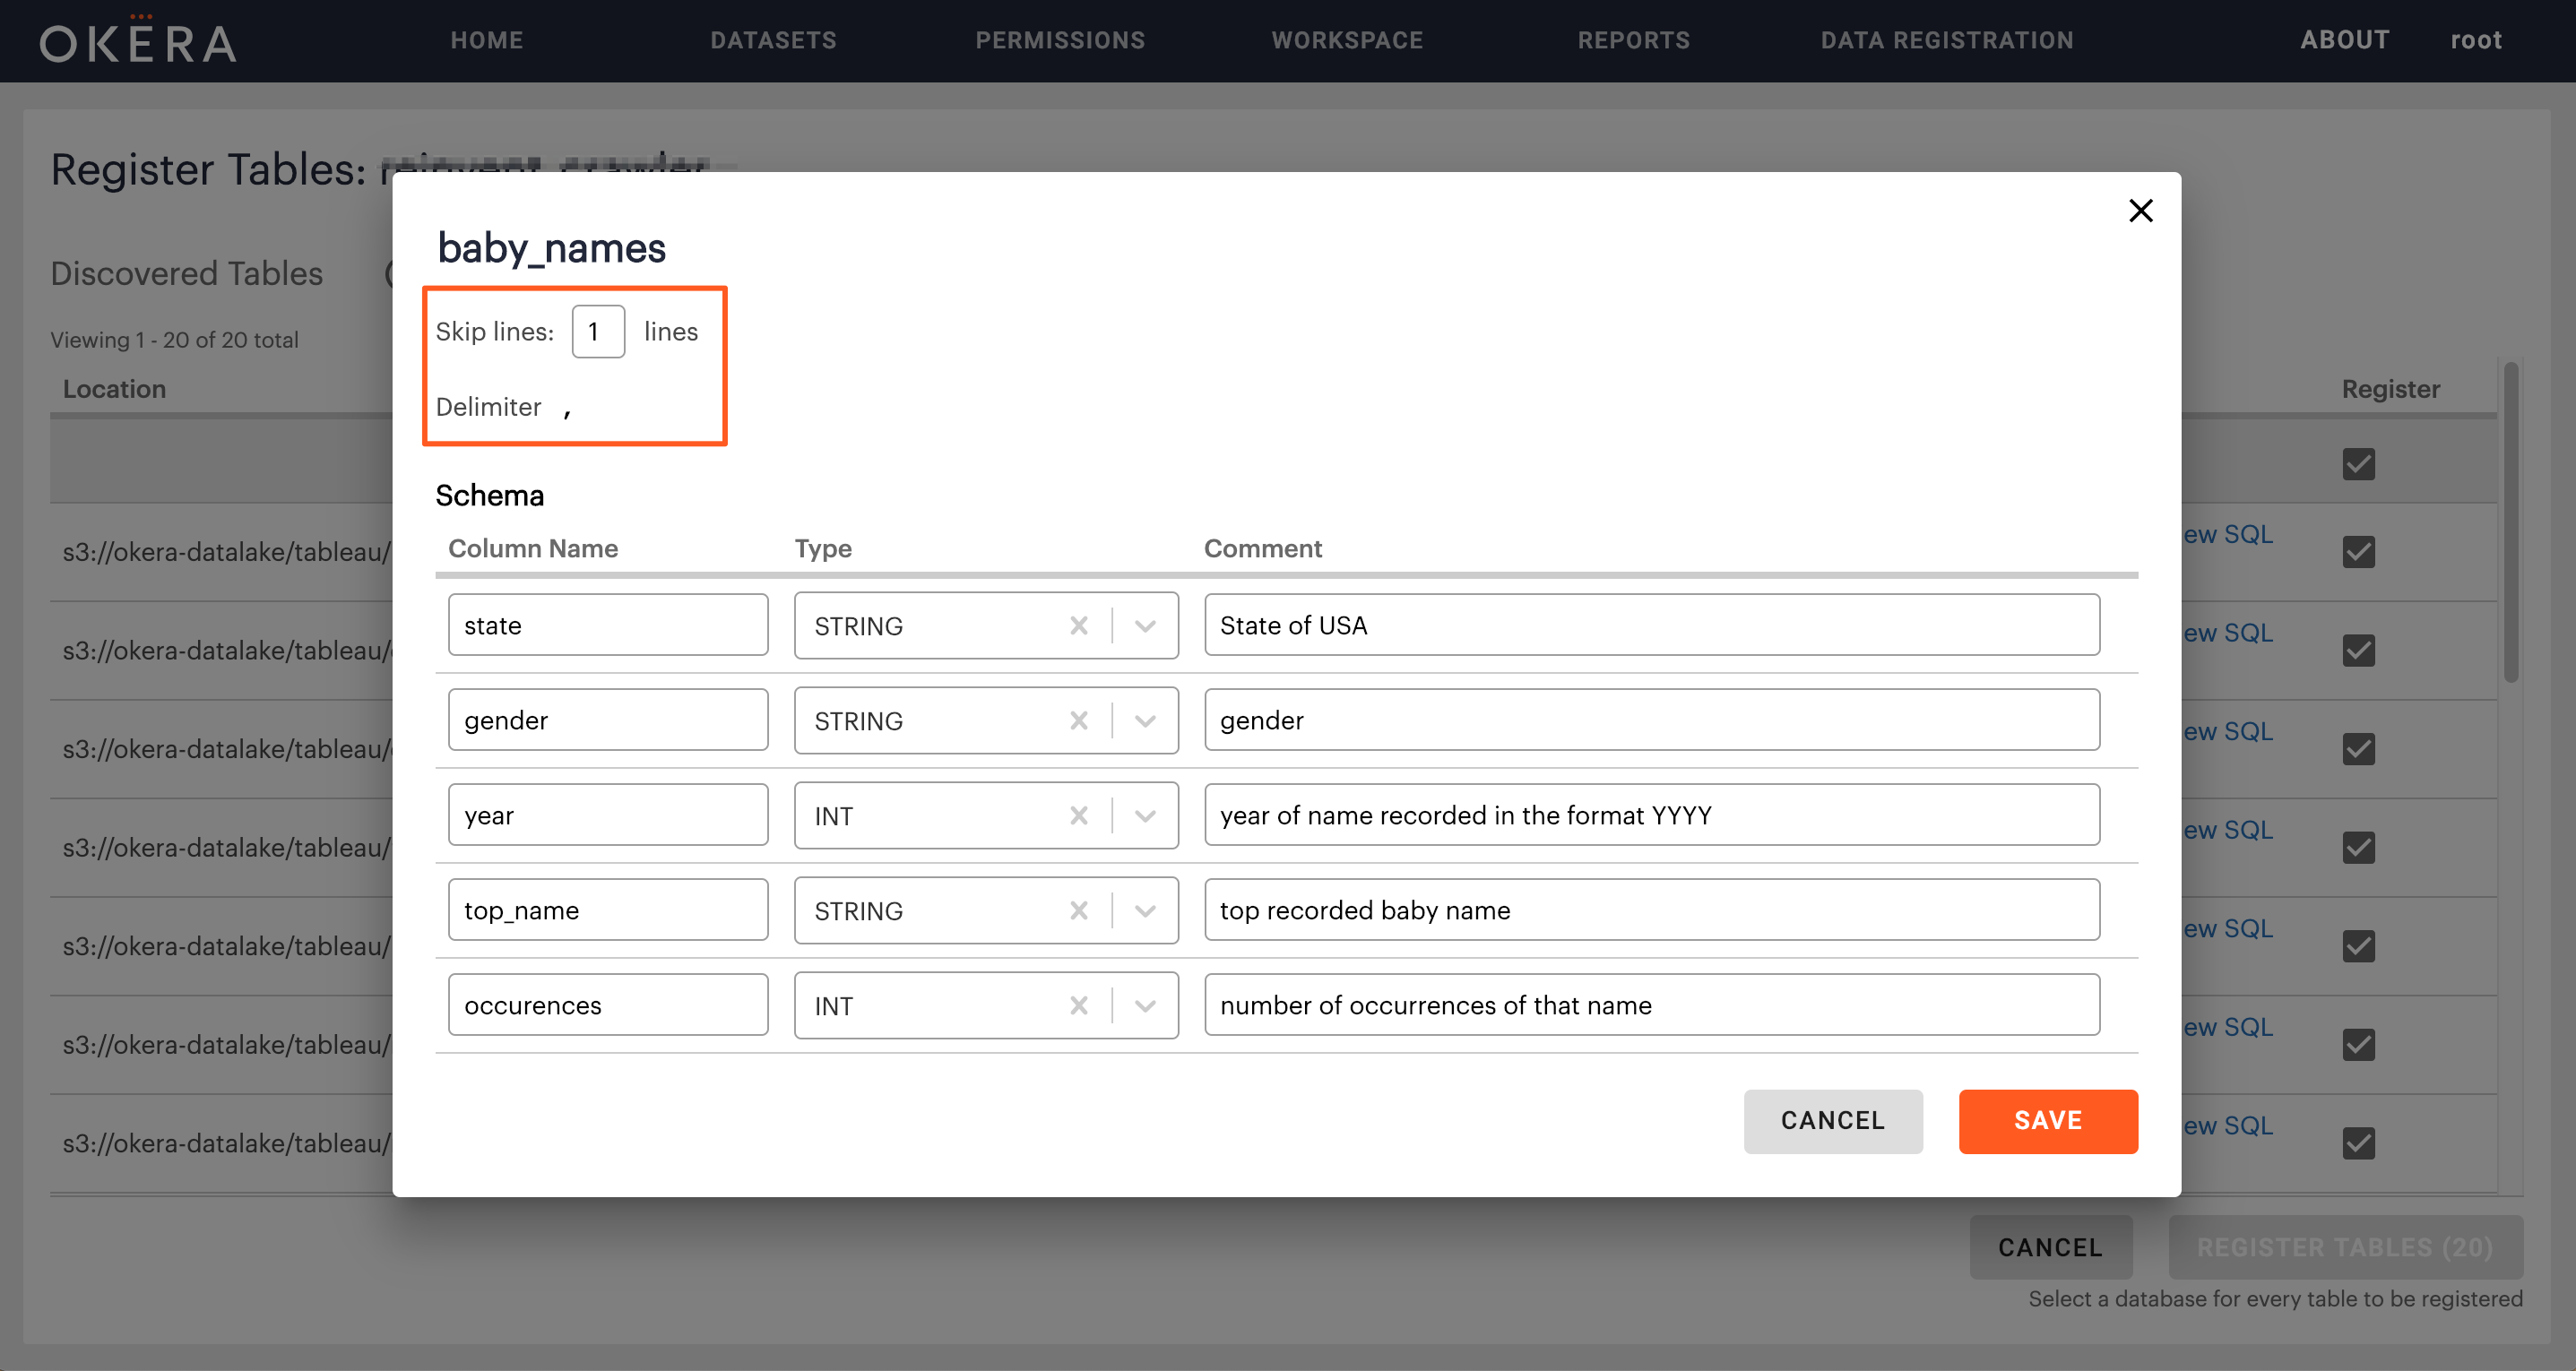 OKERA HOME DATASETS PERMISSIONS WORKSPACE REPORTS DATA REGISTRATION ABOUT root
Register Tables:
baby_names
Discovered Tables
Skip lines: 1 lines
Viewing 1 - 20 of 20 total
Location Register
Delimiter ,
Schema
Column Name Type Comment
ew SQL
s3://okera-datalake/tableau/
state STRING State of USA
ew SQL
s3://okera-datalake/tableau/
gender STRING gender
ew SQL
s3://okera-datalake/tableau/
year INT year of name recorded in the format YYYY
ew SQL
s3://okera-datalake/tableau/
top_name STRING top recorded baby name
ew SQL
s3://okera-datalake/tableau/
occurences INT number of occurrences of that name
ew SQL
s3://okera-datalake/tableau/
CANCEL SAVE
ew SQL
s3://okera-datalake/tableau/
CANCEL REGISTER TABLES (20)
Select a database for every table to be registered